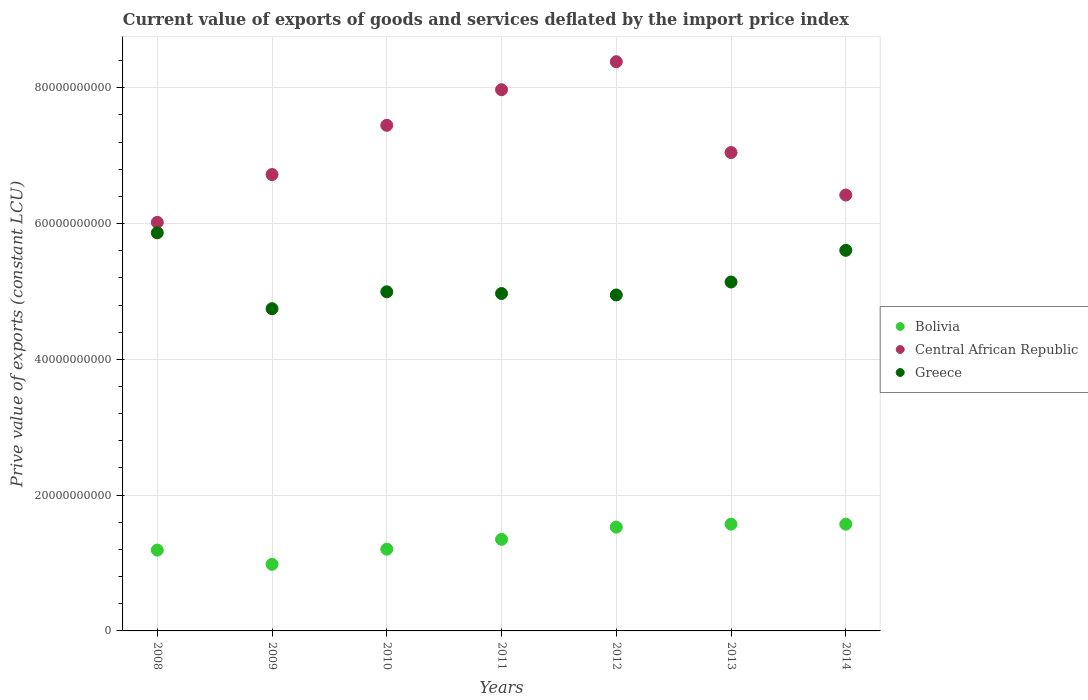 Current value of exports of goods and services deflated by the import price index
Prive value of exports (constant LCU)
80000000000
60000000000
40000000000
20000000000
0
2008
2009
2010
2011
2012
2013
2014
Years
Bolivia
Central African Republic
Greece